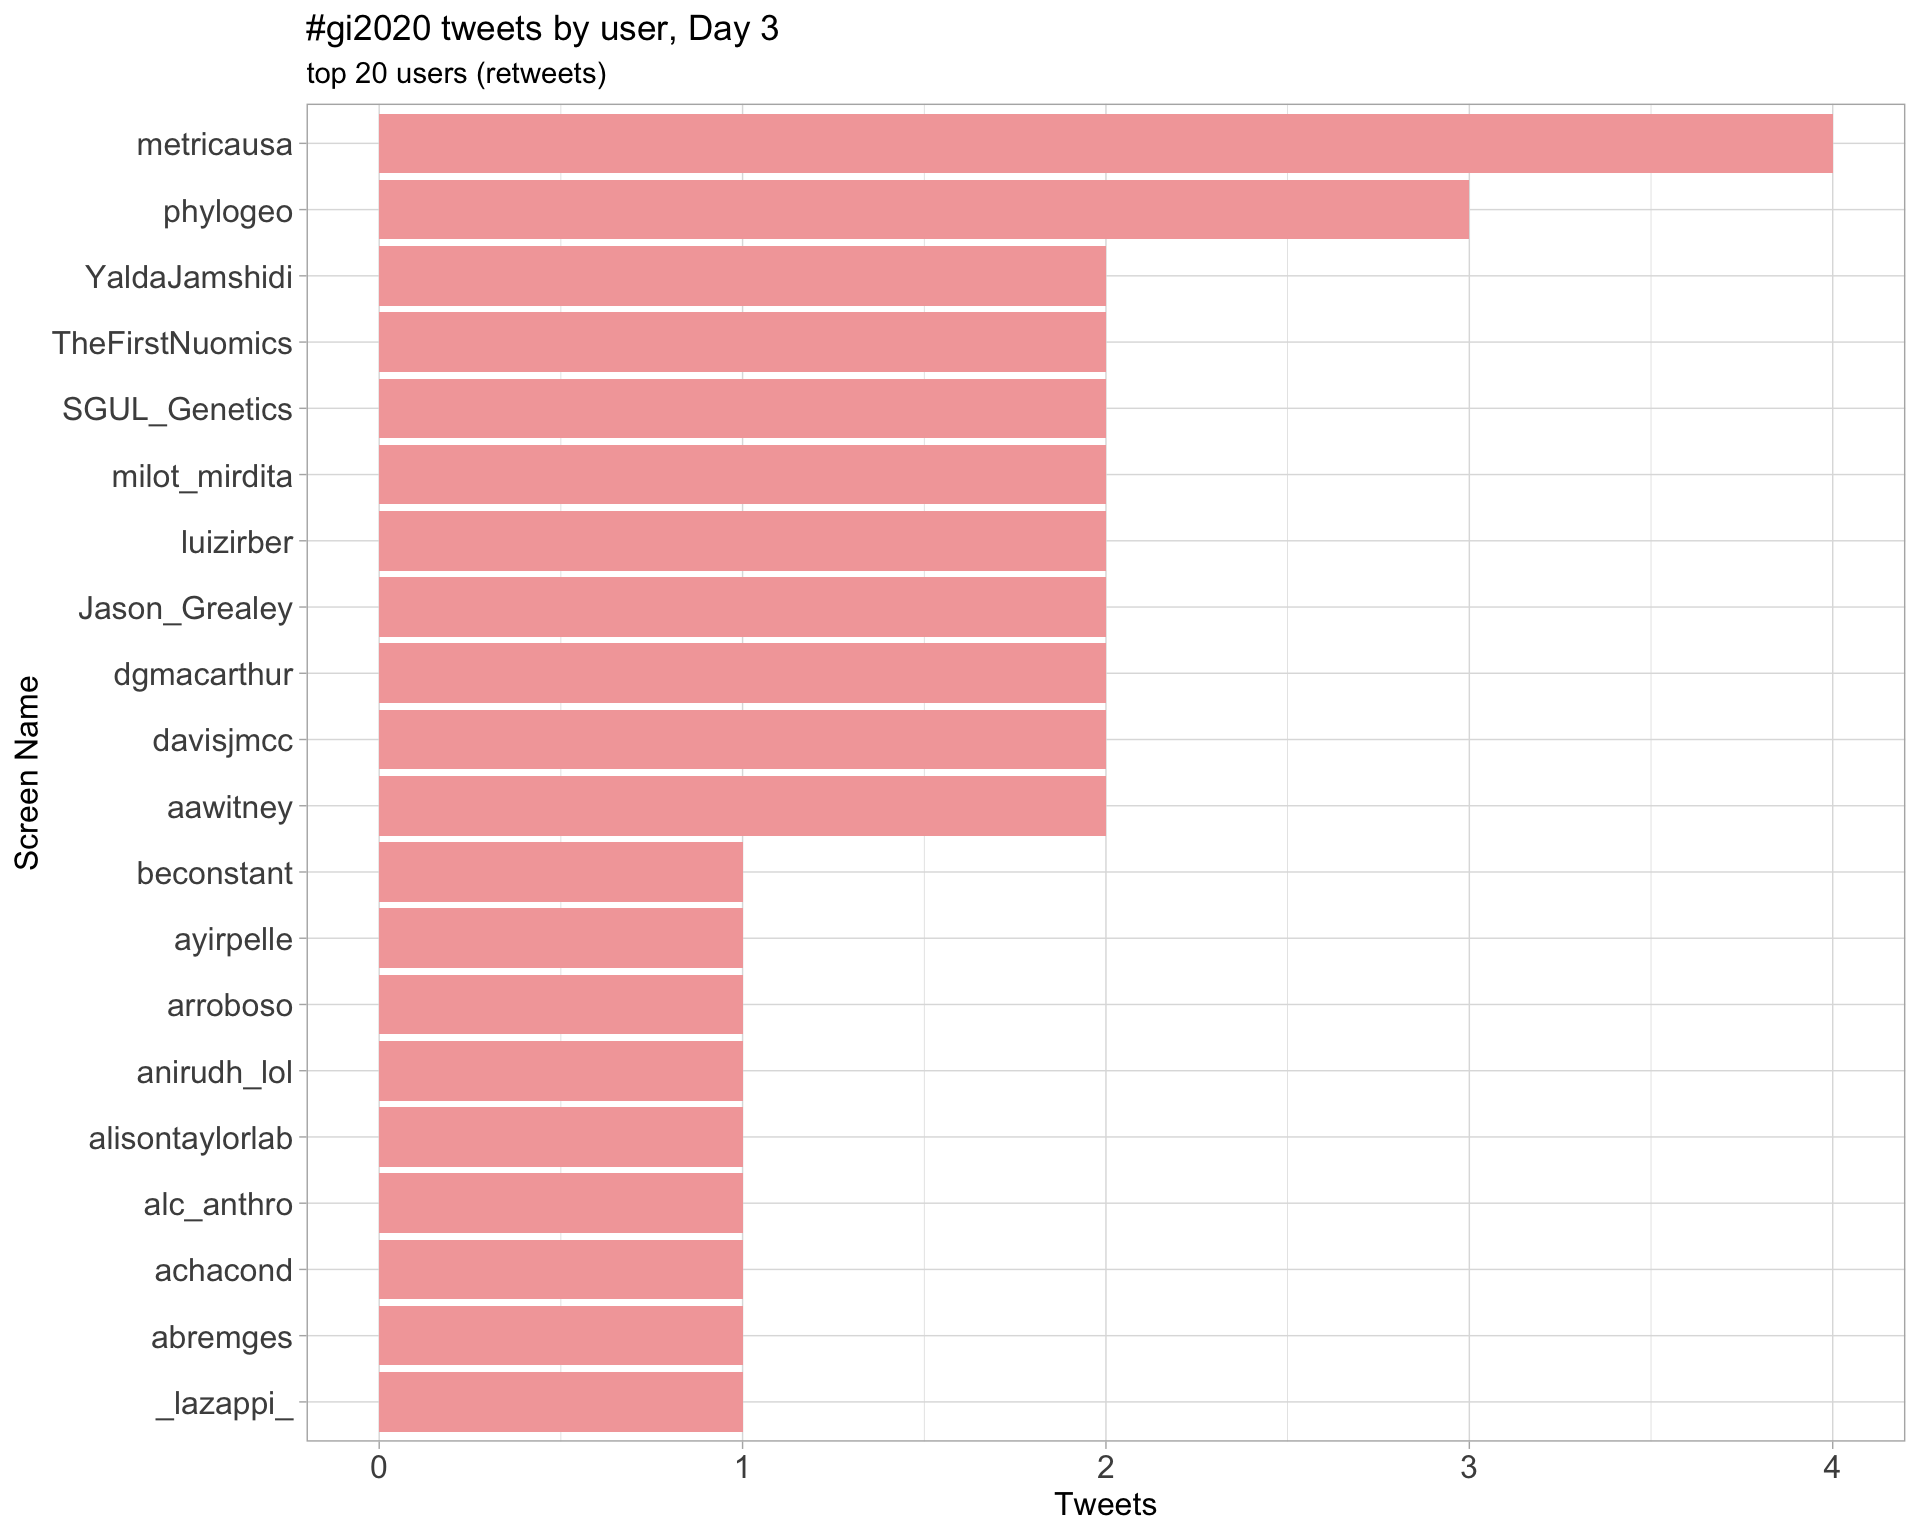 #gi2020 tweets by user, Day 3
top 20 users (retweets)
metricausa
phylogeo
YaldaJamshidi
TheFirstNuomics
SGUL_Genetics
milot_mirdita
luizirber
Jason_Grealey
dgmacarthur
davisjmcc
aawitney
beconstant
ayirpelle
arroboso
anirudh_lol
alisontaylorlab
alc_anthro
achacond
abremges
_lazappi_
Screen Name
0 1 2 3 4
Tweets